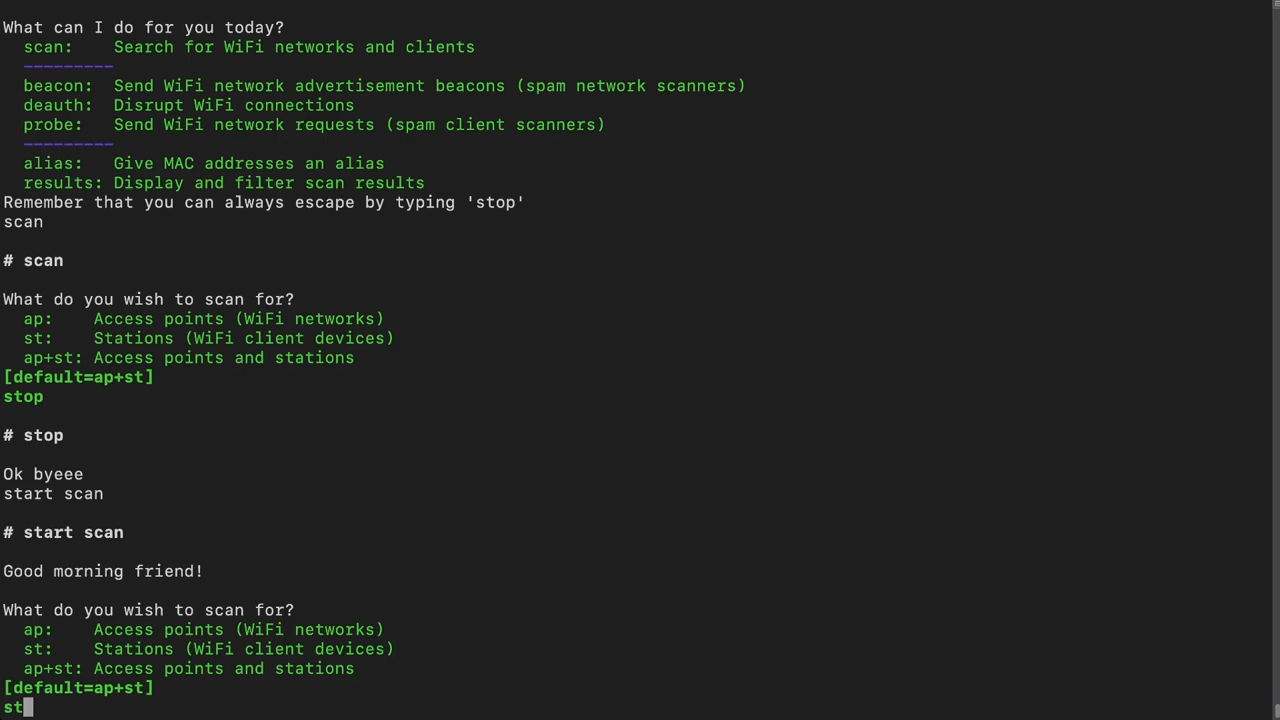 What can I do for you today?
scan: Search for WiFi networks and clients
---------
beacon: Send WiFi network advertisement beacons (spam network scanners)
deauth: Disrupt WiFi connections
probe: Send WiFi network requests (spam client scanners)
---------
alias: Give MAC addresses an alias
results: Display and filter scan results
Remember that you can always escape by typing 'stop'
scan
# scan
What do you wish to scan for?
ap: Access points (WiFi networks)
st: Stations (WiFi client devices)
ap+st: Access points and stations
[default=ap+st]
stop
# stop
Ok byeee
start scan
# start scan
Good morning friend!
What do you wish to scan for?
ap: Access points (WiFi networks)
st: Stations (WiFi client devices)
ap+st: Access points and stations
[default=ap+st]
st